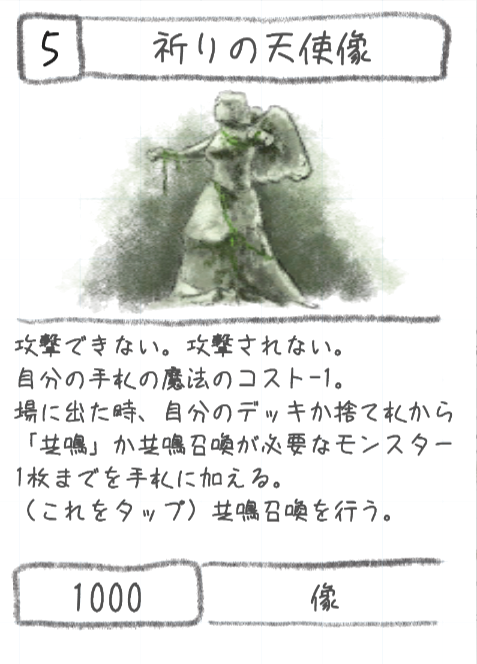 5
祈りの天使像
攻撃できない。攻撃されない。
自分の手札の魔法のコスト-1。
場に出た時、自分のデッキか捨て札から
「共鳴」か共鳴召喚が必要なモンスター
1枚までを手札に加える。
（これをタップ）共鳴召喚を行う。
1000
像